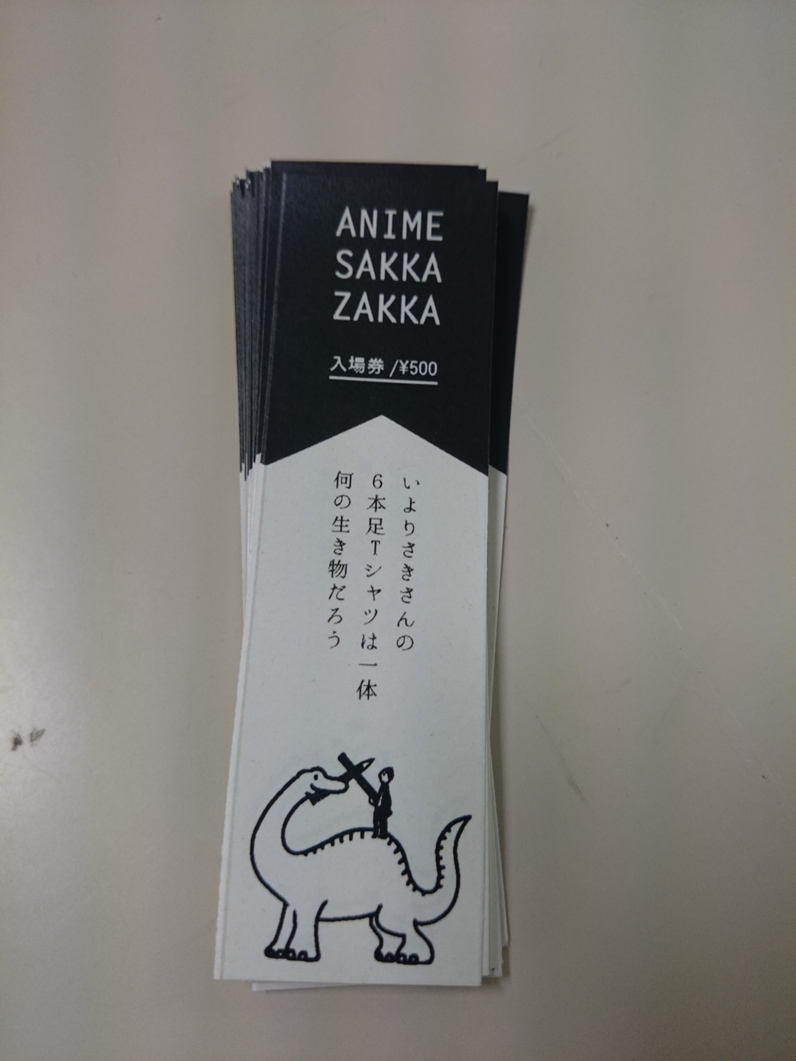 ANIME
SAKKA
ZAKKA
入場券/¥500
いよりさきさんの
6本足Tシャツは一体
何の生き物だろう